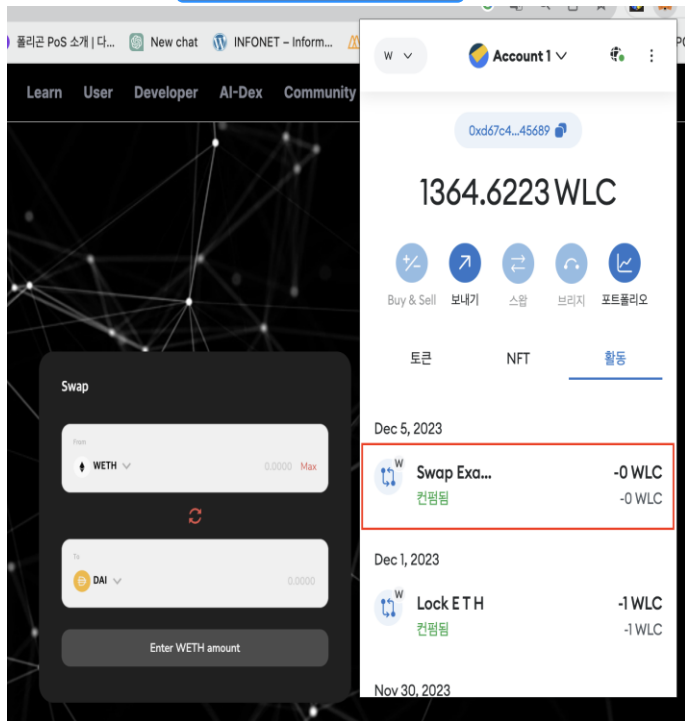 폴리곤 PoS 소개 | 다...
New chat
INFONET – Inform...
Learn User Developer AI-Dex Community
Swap
From
WETH
0.0000 Max
To
DAI
0.0000
Enter WETH amount
W
Account 1
0xd67c4...45689
1364.6223 WLC
Buy & Sell
보내기
스왑
브리지
포트폴리오
토큰
NFT
활동
Dec 5, 2023
W
Swap Exa...
-0 WLC
컨펌됨
-0 WLC
Dec 1, 2023
W
Lock E T H
-1 WLC
컨펌됨
-1 WLC
Nov 30, 2023